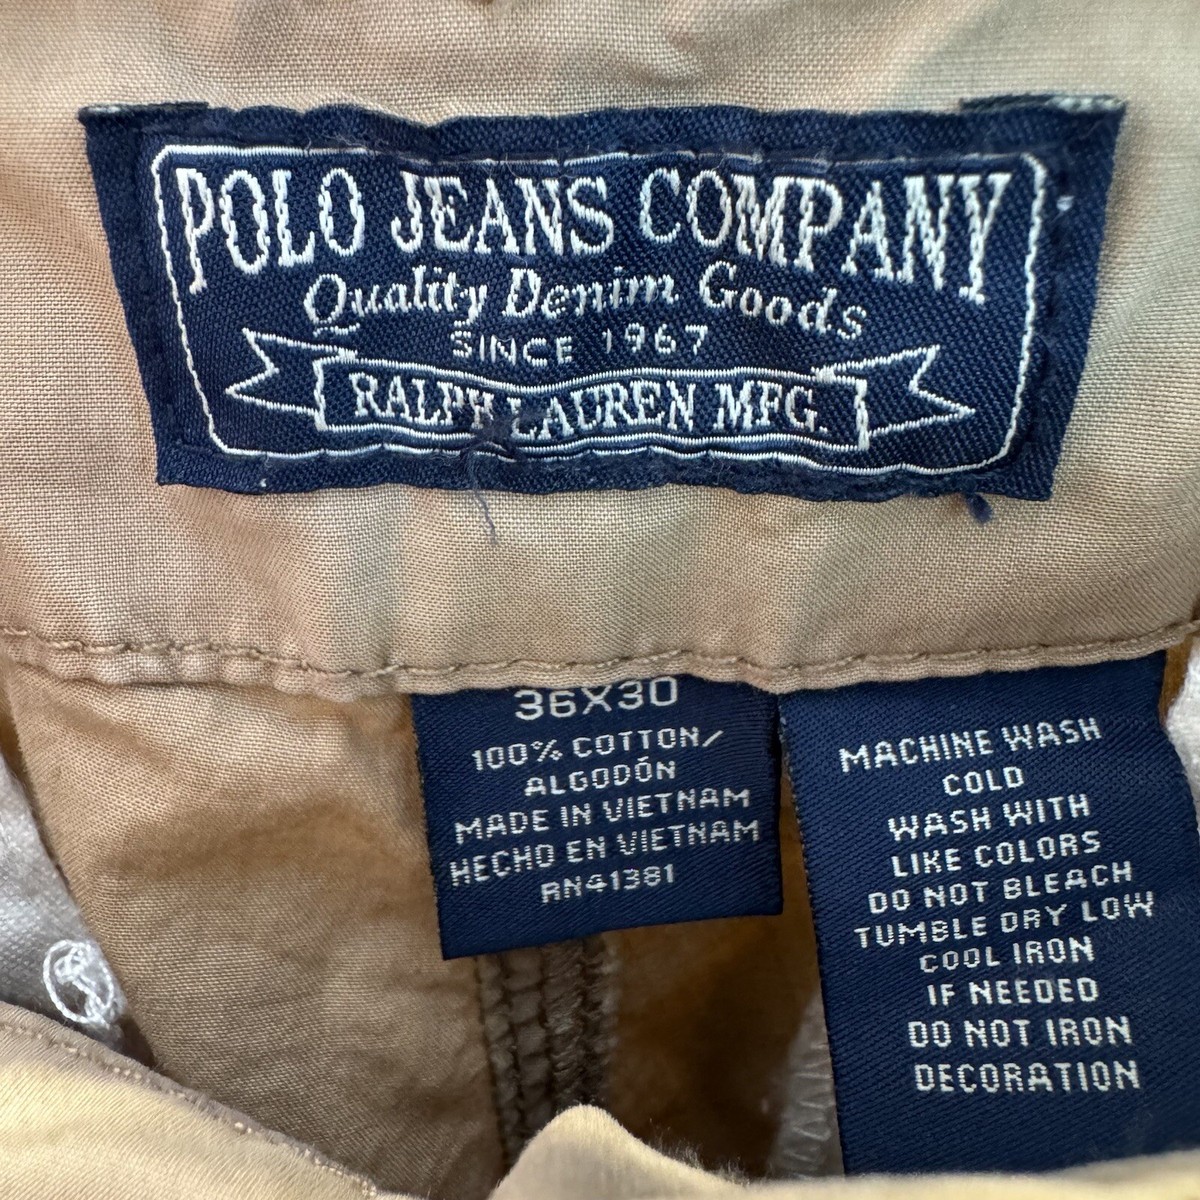 POLO JEANS COMPANY
Quality Denim Goods
SINCE 1967
RALPH LAUREN MFG.
36X30
100% COTTON/
ALGODÓN
MADE IN VIETNAM
HECHO EN VIETNAM
RN41381
MACHINE WASH
COLD
WASH WITH
LIKE COLORS
DO NOT BLEACH
TUMBLE DRY LOW
COOL IRON
IF NEEDED
DO NOT IRON
DECORATION